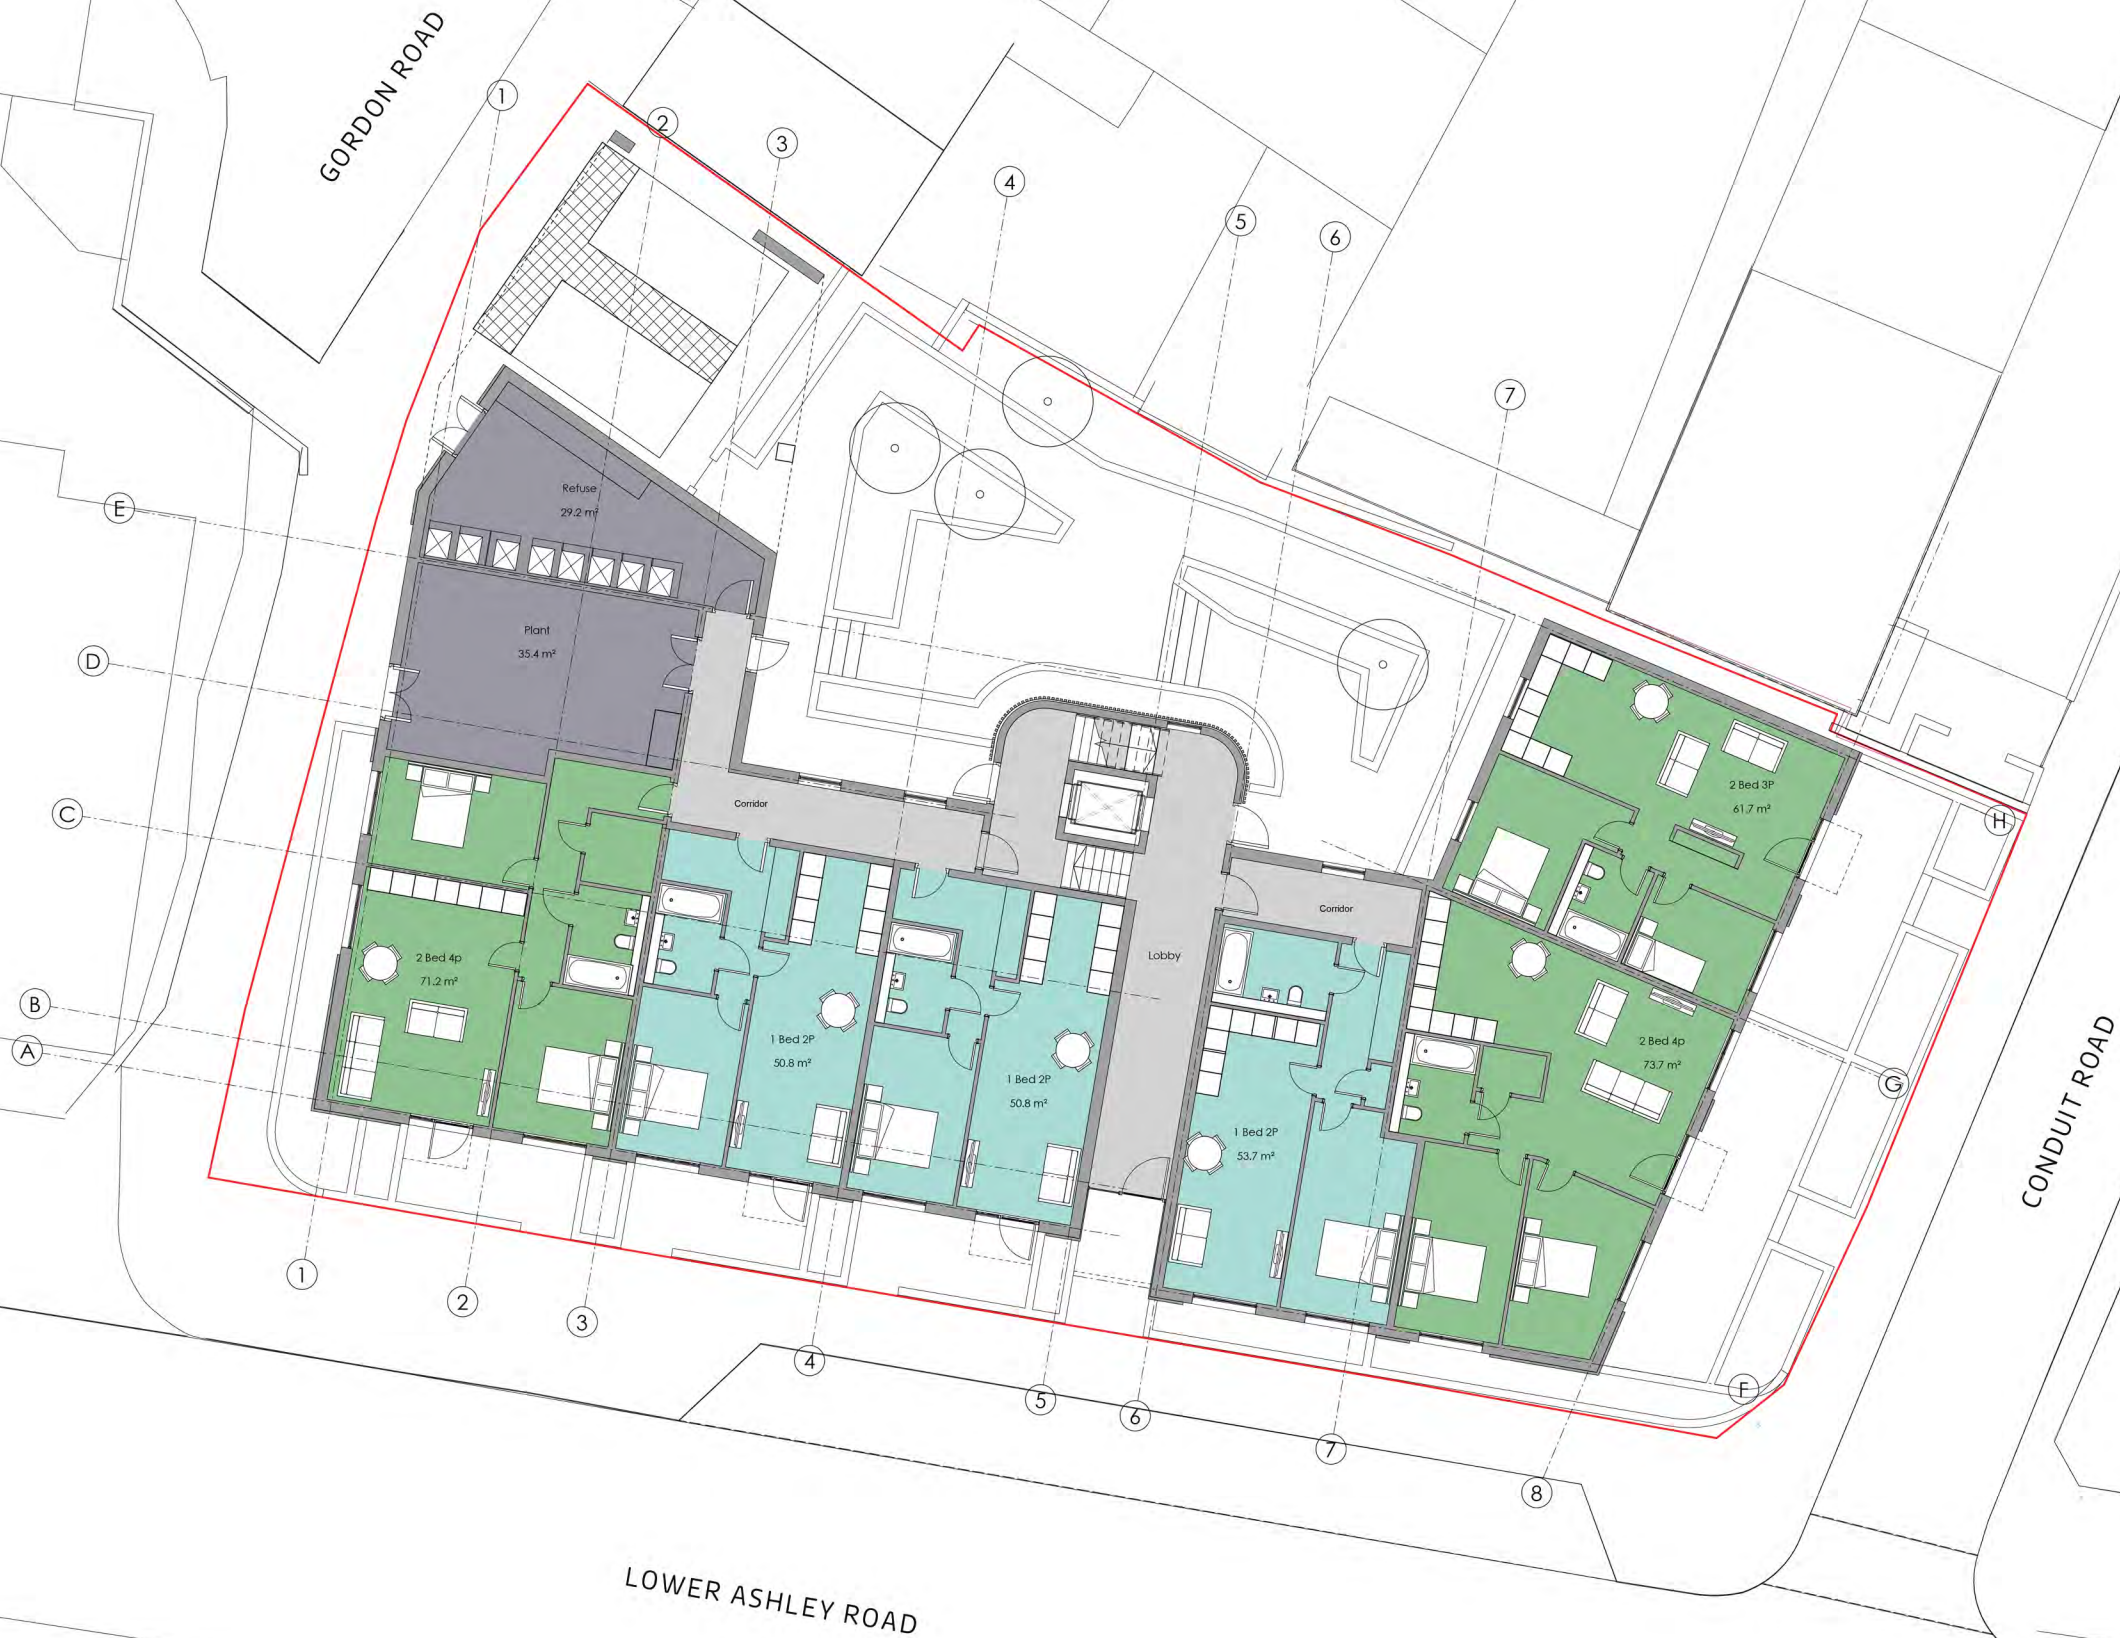 GORDON ROAD
1
2
3
4
5
6
7
E
Refuse
29.2 m²
Plant
35.4 m²
D
C
Corridor
2 Bed 3P
61.7 m²
H
Corridor
Lobby
2 Bed 4p
71.2 m²
B
A
1 Bed 2P
50.8 m²
1 Bed 2P
50.8 m²
1 Bed 2P
53.7 m²
2 Bed 4p
73.7 m²
G
CONDUIT ROAD
1
2
3
4
5
6
7
8
F
LOWER ASHLEY ROAD